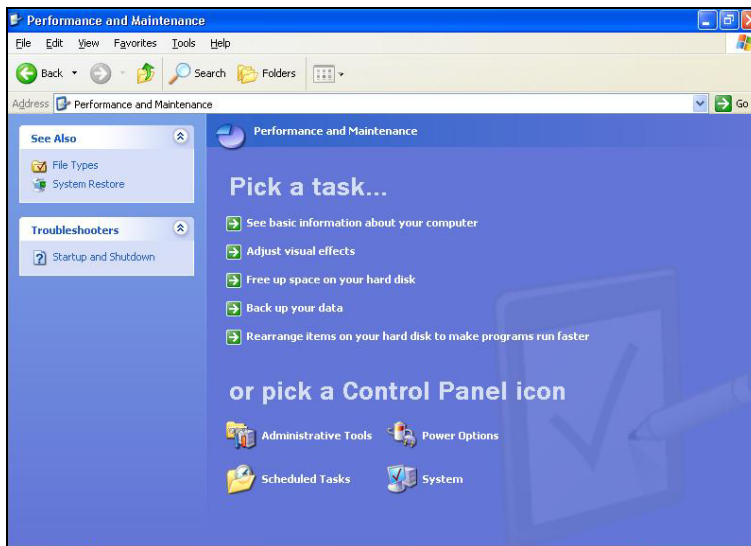 Performance and Maintenance
File Edit View Favorites Tools Help
Back Search Folders
Address Performance and Maintenance Go
See Also
File Types
System Restore
Troubleshooters
Startup and Shutdown
Performance and Maintenance
Pick a task...
See basic information about your computer
Adjust visual effects
Free up space on your hard disk
Back up your data
Rearrange items on your hard disk to make programs run faster
or pick a Control Panel icon
Administrative Tools Power Options
Scheduled Tasks System